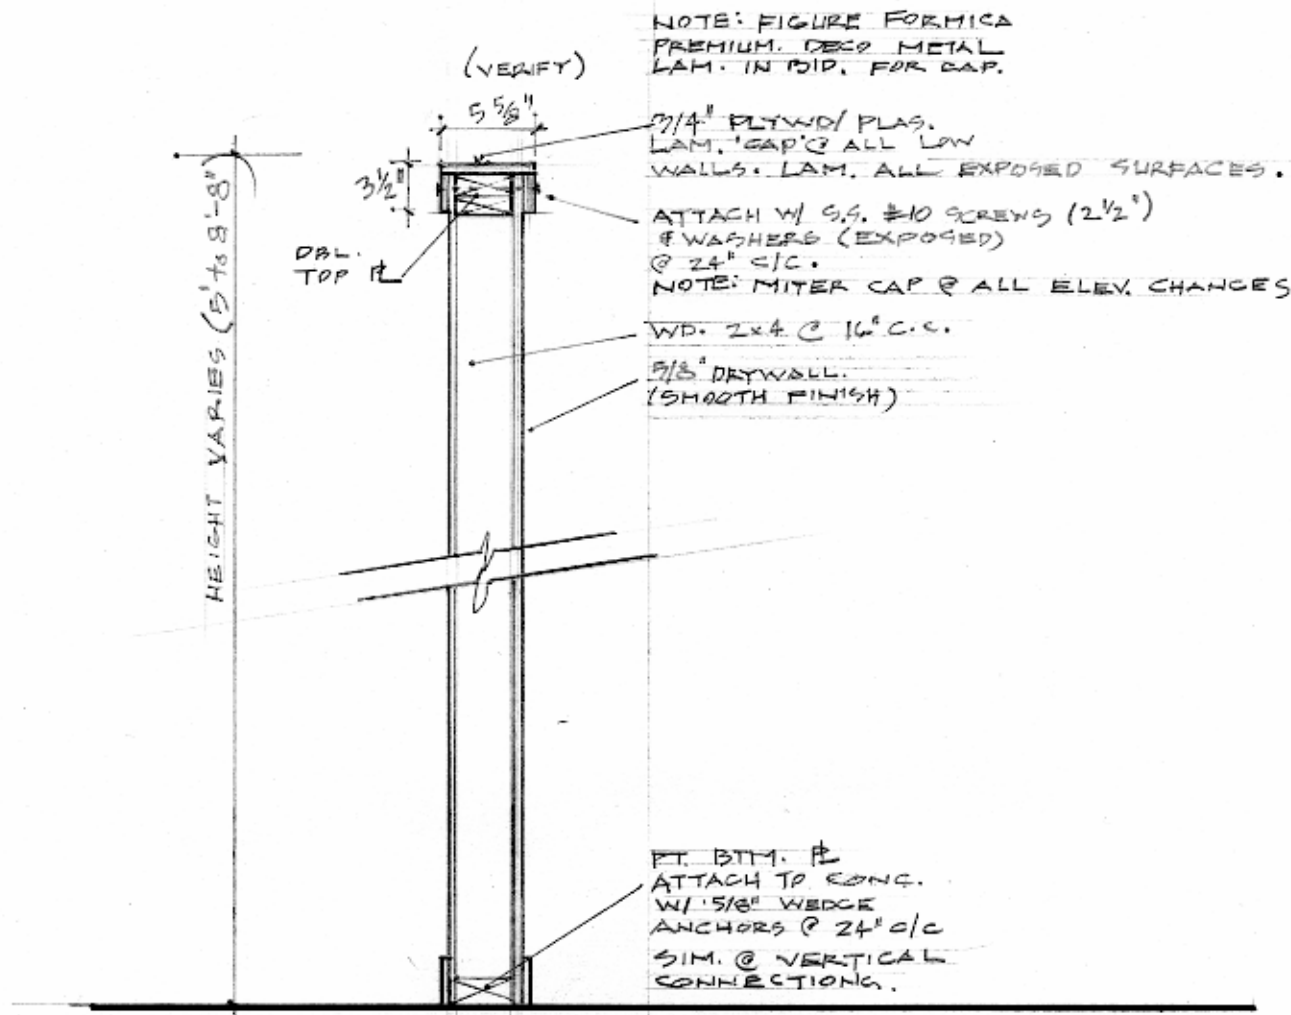 NOTE: FIGURE FORMICA
PREMIUM. DECO METAL
LAM. IN BID. FOR CAP.
(VERIFY)
5 5/8"
3/4" PLYWD/ PLAS.
LAM. 'CAP' @ ALL LOW
WALLS. LAM. ALL EXPOSED SURFACES.
3 1/2"
ATTACH W/ S.S. #10 SCREWS (2 1/2")
& WASHERS (EXPOSED)
@ 24" C/C.
NOTE: MITER CAP @ ALL ELEV. CHANGES
DBL.
TOP PL
HEIGHT VARIES (5' to 8'-8")
WD. 2x4 @ 16" C.C.
5/8" DRYWALL.
(SMOOTH FINISH)
PT. BTM. PL
ATTACH TO CONC.
W/ 5/8" WEDGE
ANCHORS @ 24" C/C
SIM. @ VERTICAL
CONNECTIONS.